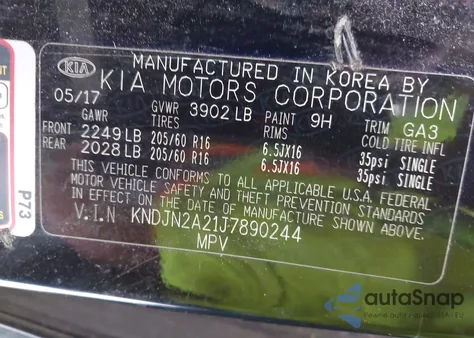 KIA
MANUFACTURED IN KOREA BY
KIA MOTORS CORPORATION
05/17 GVWR 3902 LB PAINT 9H TRIM GA3
GAWR TIRES RIMS COLD TIRE INFL
FRONT 2249 LB 205/60 R16 6.5JX16 35psi SINGLE
REAR 2028 LB 205/60 R16 6.5JX16 35psi SINGLE
THIS VEHICLE CONFORMS TO ALL APPLICABLE U.S.A. FEDERAL
MOTOR VEHICLE SAFETY AND THEFT PREVENTION STANDARDS
IN EFFECT ON THE DATE OF MANUFACTURE SHOWN ABOVE.
V.I.N KNDJN2A21J7890244
MPV
P73
autoSnap